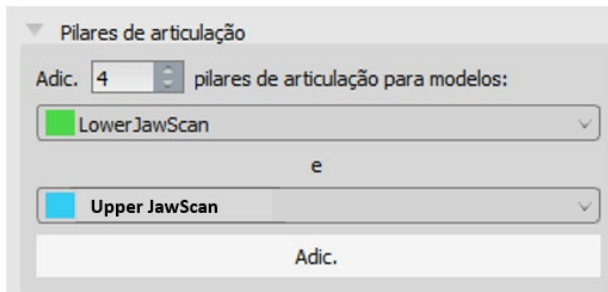 Pilares de articulação
Adic. 4 pilares de articulação para modelos:
LowerJawScan
e
Upper JawScan
Adic.